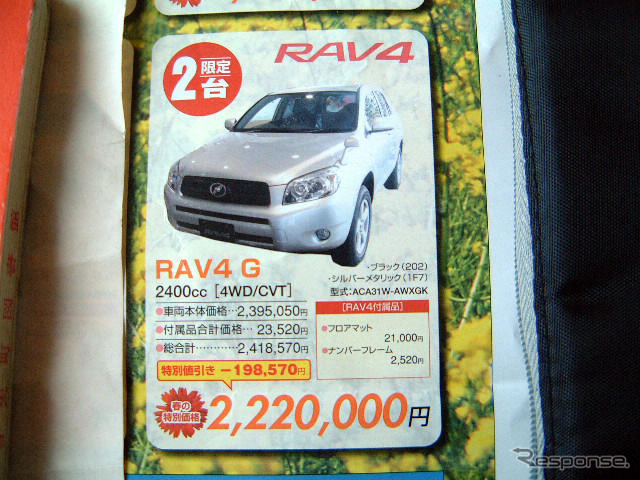 限定
2台
RAV4
RAV4
RAV4 G
2400cc [4WD/CVT]
・ブラック(202)
・シルバーメタリック(1F7)
型式:ACA31W-AWXGK
●車両本体価格…2,395,050円
●付属品合計価格…23,520円
●総合計…………2,418,570円
[RAV4付属品]
●フロアマット
21,000円
●ナンバーフレーム
2,520円
特別値引き −198,570円
春の
特別価格
2,220,000円
Response.